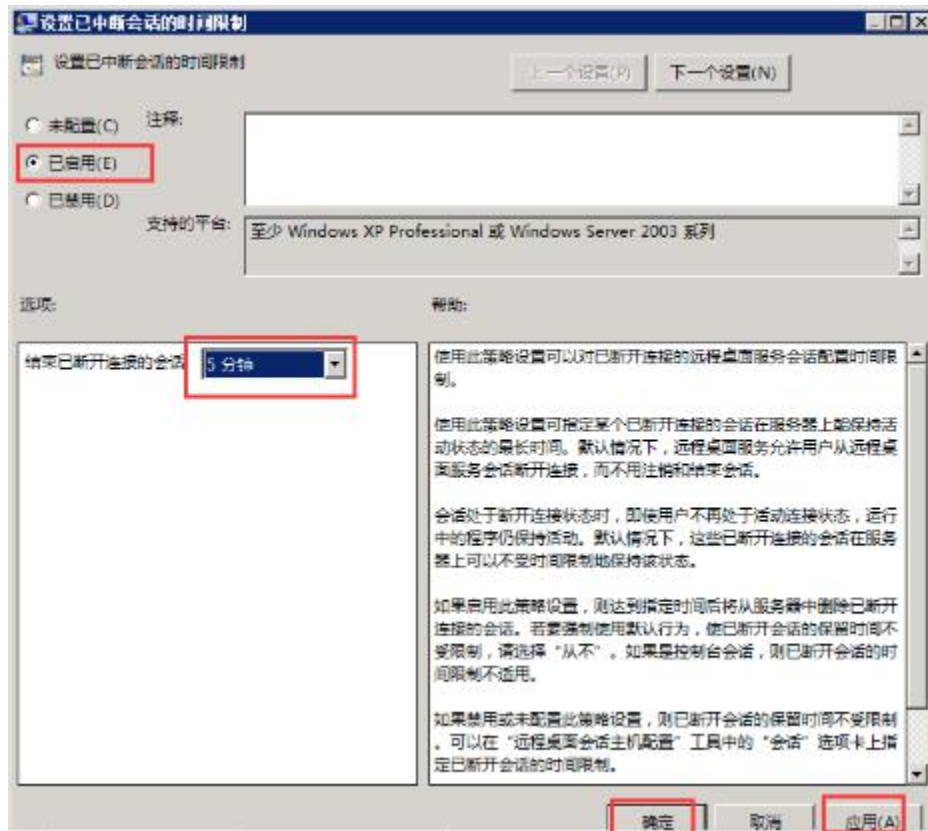 设置已中断会话的时间限制
设置已中断会话的时间限制
上一个设置(P)
下一个设置(N)
未配置(C)
注释:
已启用(E)
已禁用(D)
支持的平台:
至少 Windows XP Professional 或 Windows Server 2003 系列
选项:
帮助:
结束已断开连接的会话
5 分钟
使用此策略设置可以对已断开连接的远程桌面服务会话配置时间限
制。
使用此策略设置可指定某个已断开连接的会话在服务器上能保持活
动状态的最长时间。默认情况下，远程桌面服务允许用户从远程桌
面服务会话断开连接，而不用注销和结束会话。
会话处于断开连接状态时，即使用户不再处于活动连接状态，运行
中的程序仍保持活动。默认情况下，这些已断开连接的会话在服务
器上可以不受时间限制地保持该状态。
如果启用此策略设置，则达到指定时间后将从服务器中删除已断开
连接的会话。若要强制使用默认行为，使已断开会话的保留时间不
受限制，请选择“从不”。如果是控制台会话，则已断开会话的时
间限制不适用。
如果禁用或未配置此策略设置，则已断开会话的保留时间不受限制
。可以在“远程桌面会话主机配置”工具中的“会话”选项卡上指
定已断开会话的时间限制。
确定
取消
应用(A)